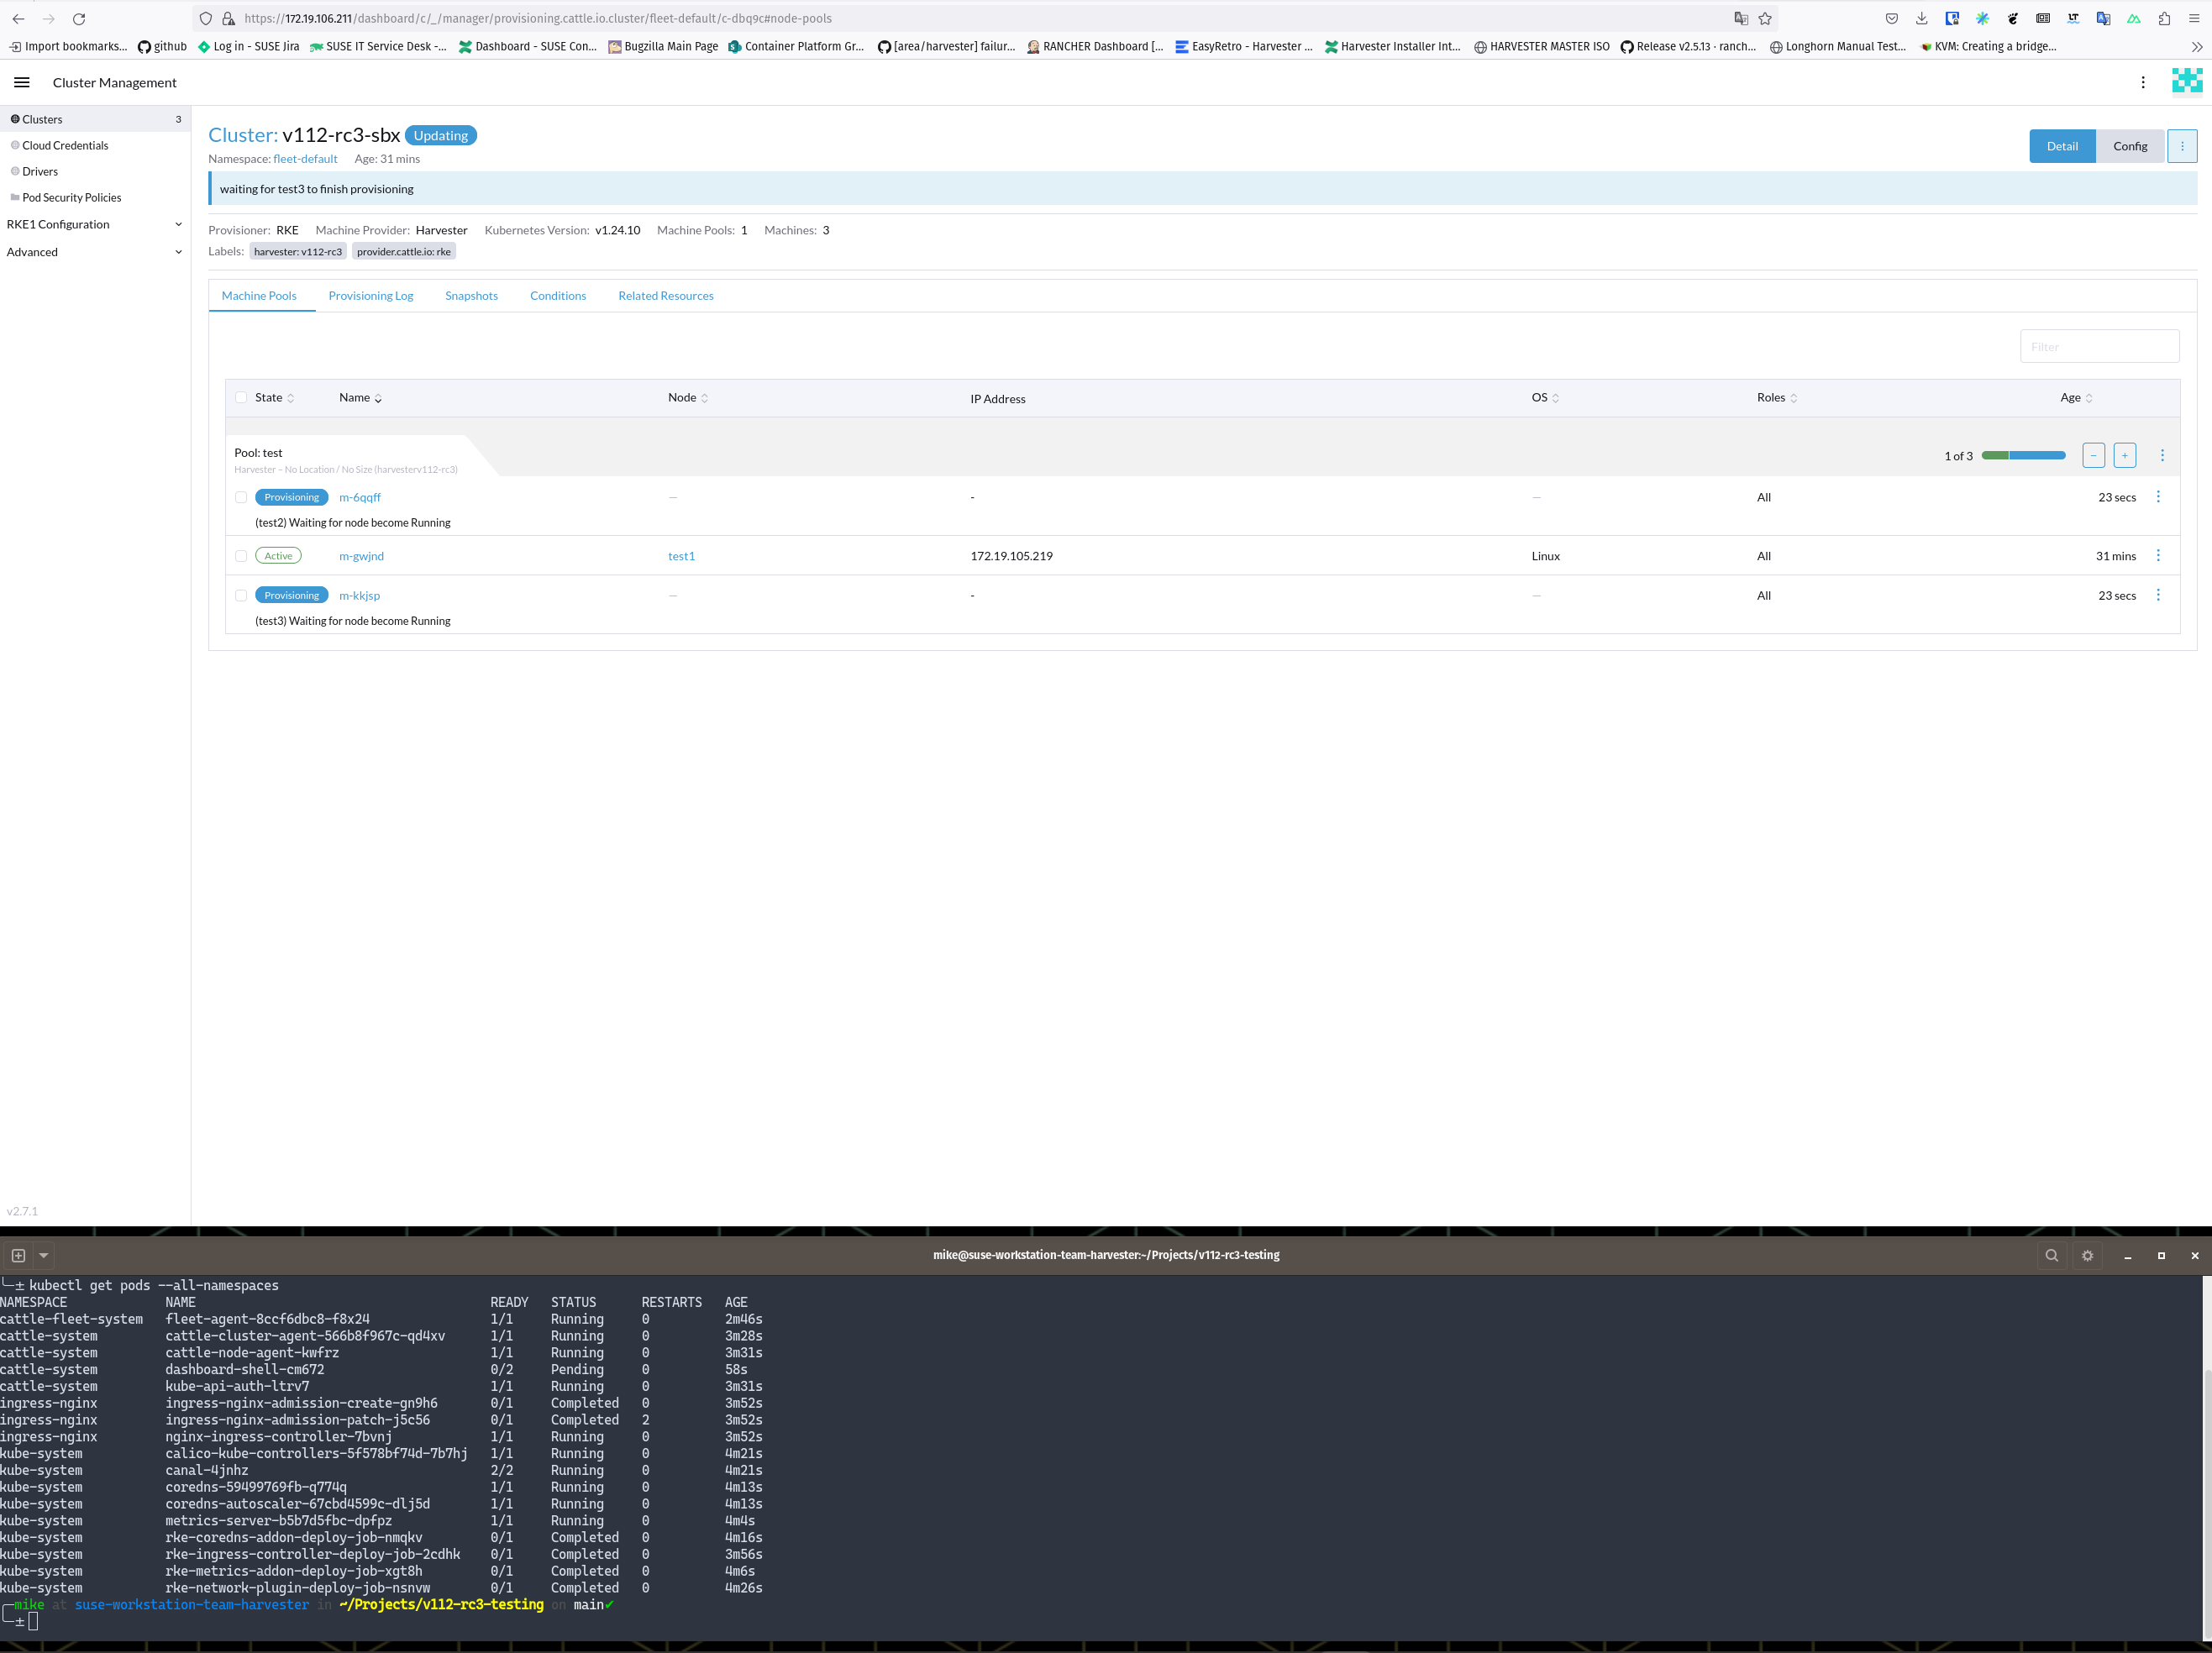 https://172.19.106.211/dashboard/c/_/manager/provisioning.cattle.io.cluster/fleet-default/c-dbq9c#node-pools
Import bookmarks... github Log in - SUSE Jira SUSE IT Service Desk -... Dashboard - SUSE Con... Bugzilla Main Page Container Platform Gr... [area/harvester] failur... RANCHER Dashboard [... EasyRetro - Harvester ... Harvester Installer Int... HARVESTER MASTER ISO Release v2.5.13 · ranch... Longhorn Manual Test... KVM: Creating a bridge...
Cluster Management
Clusters 3
Cloud Credentials
Drivers
Pod Security Policies
RKE1 Configuration
Advanced
v2.7.1
Cluster: v112-rc3-sbx Updating
Namespace: fleet-default Age: 31 mins
Detail Config
waiting for test3 to finish provisioning
Provisioner: RKE Machine Provider: Harvester Kubernetes Version: v1.24.10 Machine Pools: 1 Machines: 3
Labels: harvester: v112-rc3 provider.cattle.io: rke
Machine Pools Provisioning Log Snapshots Conditions Related Resources
Filter
State Name Node IP Address OS Roles Age
Pool: test
Harvester – No Location / No Size (harvesterv112-rc3)
1 of 3 − +
Provisioning m-6qqff — - — All 23 secs
(test2) Waiting for node become Running
Active m-gwjnd test1 172.19.105.219 Linux All 31 mins
Provisioning m-kkjsp — - — All 23 secs
(test3) Waiting for node become Running
mike@suse-workstation-team-harvester:~/Projects/v112-rc3-testing
╰─± kubectl get pods --all-namespaces
NAMESPACE NAME READY STATUS RESTARTS AGE
cattle-fleet-system fleet-agent-8ccf6dbc8-f8x24 1/1 Running 0 2m46s
cattle-system cattle-cluster-agent-566b8f967c-qd4xv 1/1 Running 0 3m28s
cattle-system cattle-node-agent-kwfrz 1/1 Running 0 3m31s
cattle-system dashboard-shell-cm672 0/2 Pending 0 58s
cattle-system kube-api-auth-ltrv7 1/1 Running 0 3m31s
ingress-nginx ingress-nginx-admission-create-gn9h6 0/1 Completed 0 3m52s
ingress-nginx ingress-nginx-admission-patch-j5c56 0/1 Completed 2 3m52s
ingress-nginx nginx-ingress-controller-7bvnj 1/1 Running 0 3m52s
kube-system calico-kube-controllers-5f578bf74d-7b7hj 1/1 Running 0 4m21s
kube-system canal-4jnhz 2/2 Running 0 4m21s
kube-system coredns-59499769fb-q774q 1/1 Running 0 4m13s
kube-system coredns-autoscaler-67cbd4599c-dlj5d 1/1 Running 0 4m13s
kube-system metrics-server-b5b7d5fbc-dpfpz 1/1 Running 0 4m4s
kube-system rke-coredns-addon-deploy-job-nmqkv 0/1 Completed 0 4m16s
kube-system rke-ingress-controller-deploy-job-2cdhk 0/1 Completed 0 3m56s
kube-system rke-metrics-addon-deploy-job-xgt8h 0/1 Completed 0 4m6s
kube-system rke-network-plugin-deploy-job-nsnvw 0/1 Completed 0 4m26s
╭─mike at suse-workstation-team-harvester in ~/Projects/v112-rc3-testing on main✔
╰─±